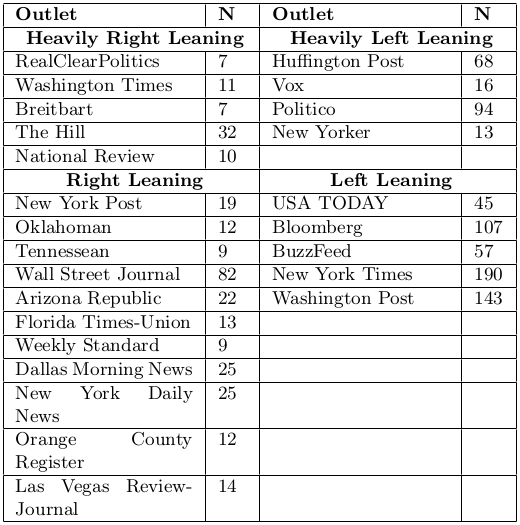 Outlet N Outlet N
Heavily Right Leaning Heavily Left Leaning
RealClearPolitics 7 Huffington Post 68
Washington Times 11 Vox 16
Breitbart 7 Politico 94
The Hill 32 New Yorker 13
National Review 10
Right Leaning Left Leaning
New York Post 19 USA TODAY 45
Oklahoman 12 Bloomberg 107
Tennessean 9 BuzzFeed 57
Wall Street Journal 82 New York Times 190
Arizona Republic 22 Washington Post 143
Florida Times-Union 13
Weekly Standard 9
Dallas Morning News 25
New York Daily 25
News
Orange County 12
Register
Las Vegas Review- 14
Journal